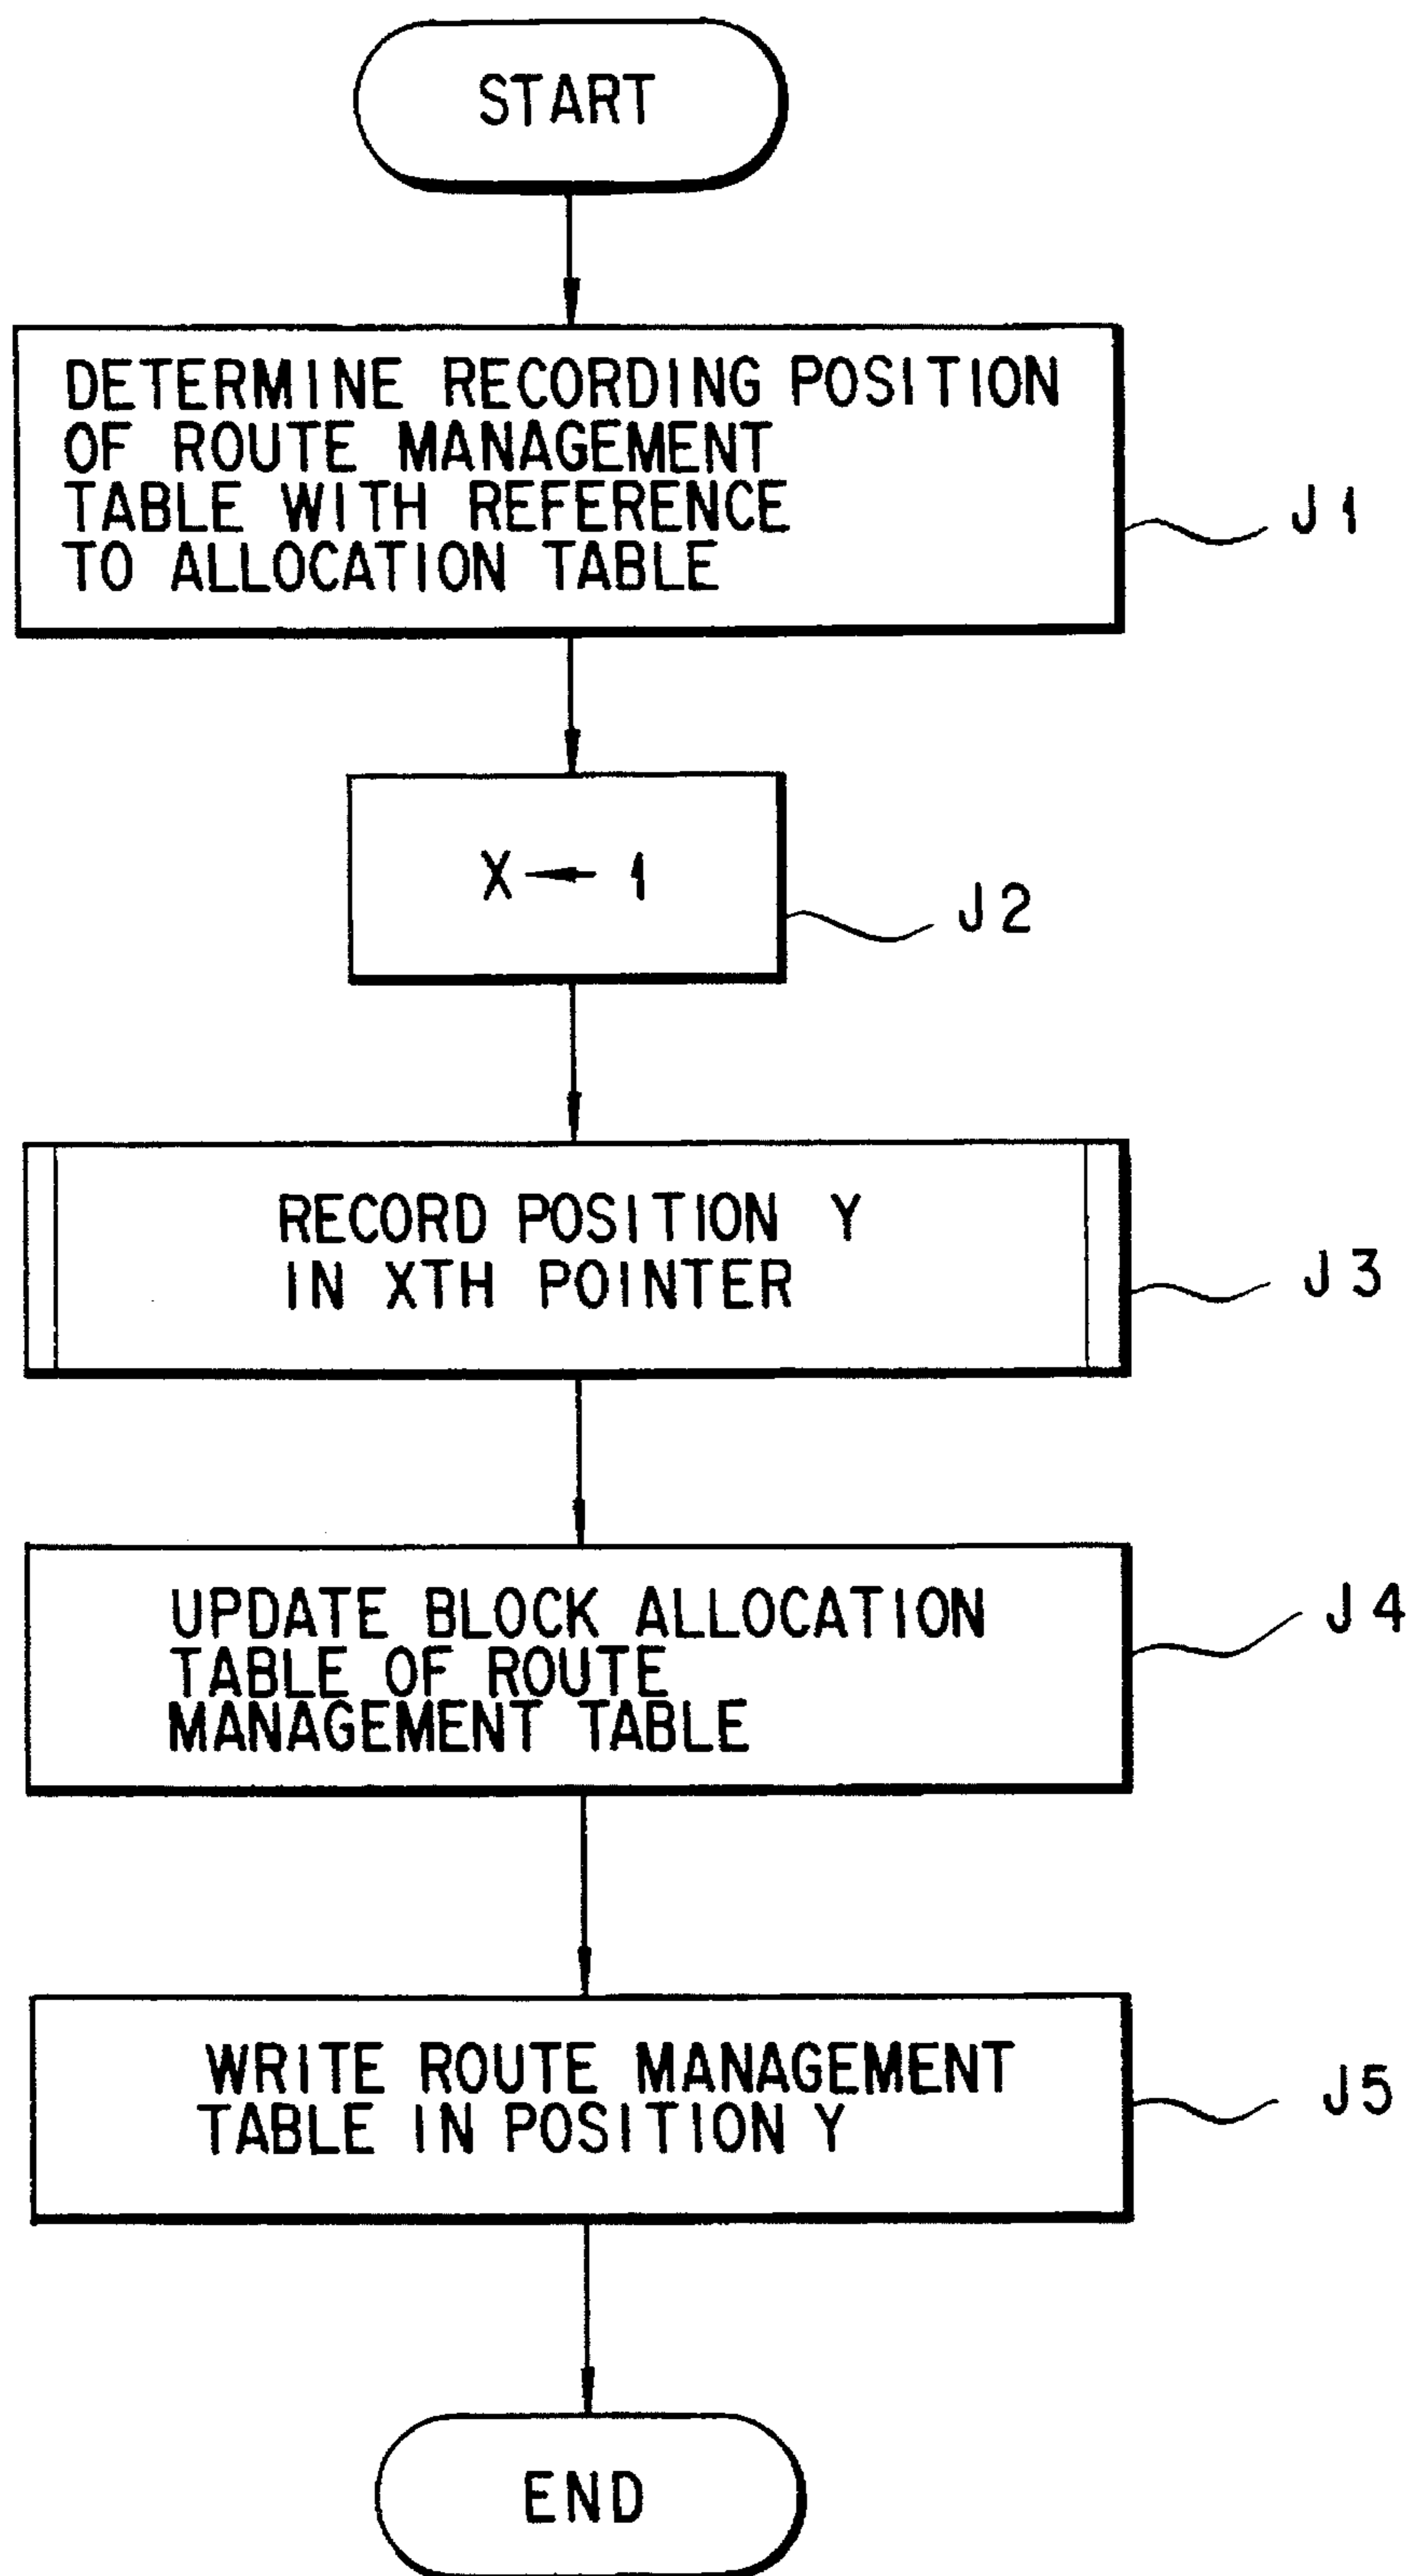 START
DETERMINE RECORDING POSITION
OF ROUTE MANAGEMENT
TABLE WITH REFERENCE
TO ALLOCATION TABLE
J1
X ← 1
J2
RECORD POSITION Y
IN XTH POINTER
J3
UPDATE BLOCK ALLOCATION
TABLE OF ROUTE
MANAGEMENT TABLE
J4
WRITE ROUTE MANAGEMENT
TABLE IN POSITION Y
J5
END